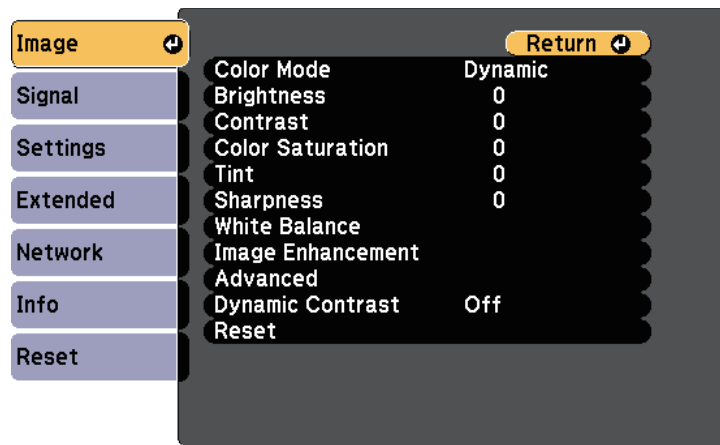 Image
Signal
Settings
Extended
Network
Info
Reset
Return
Color Mode Dynamic
Brightness 0
Contrast 0
Color Saturation 0
Tint 0
Sharpness 0
White Balance
Image Enhancement
Advanced
Dynamic Contrast Off
Reset